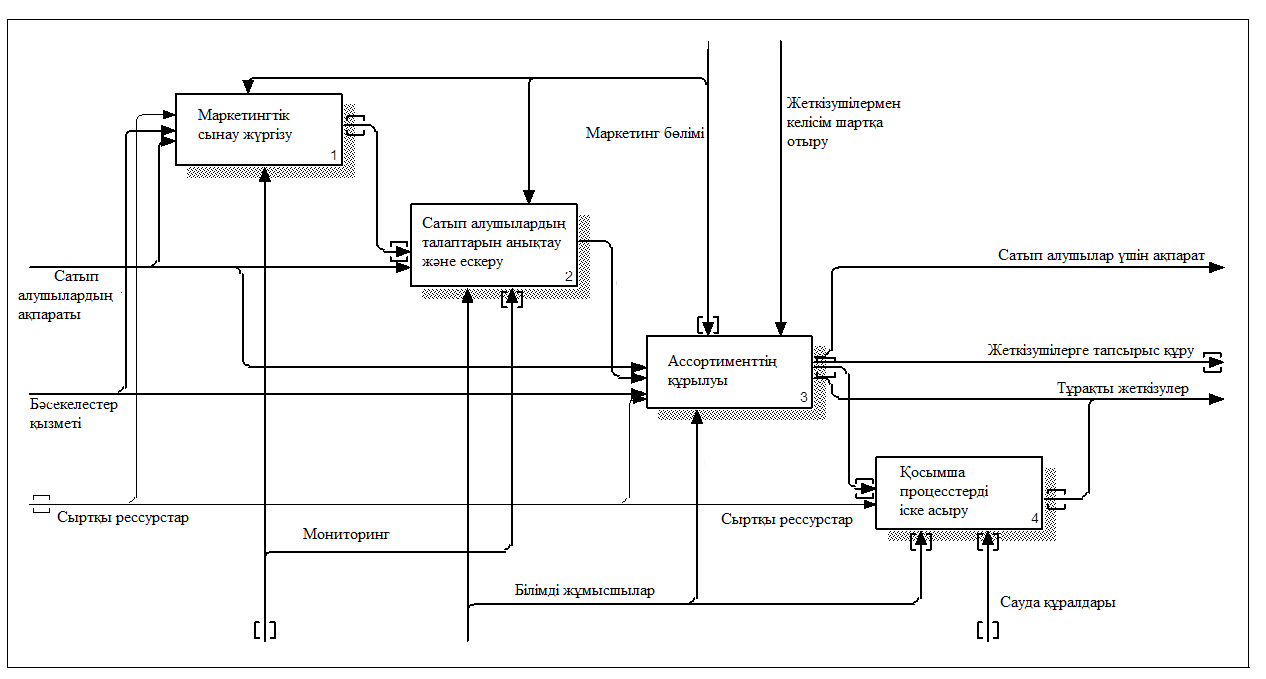 Маркетингтік
сынау жүргізу
1
Маркетинг бөлімі
Жеткізушілермен
келісім шартқа
отыру
Сатып алушылардың
талаптарын анықтау
және ескеру
2
Сатып
алушылардың
ақпараты
Сатып алушылар үшін ақпарат
Ассортименттің
құрылуы
3
Жеткізушілерге тапсырыс құру
Тұрақты жеткізулер
Бәсекелестер
қызметі
Қосымша
процесстерді
іске асыру
4
Сыртқы рессурстар
Сыртқы рессурстар
Мониторинг
Білімді жұмысшылар
Сауда құралдары